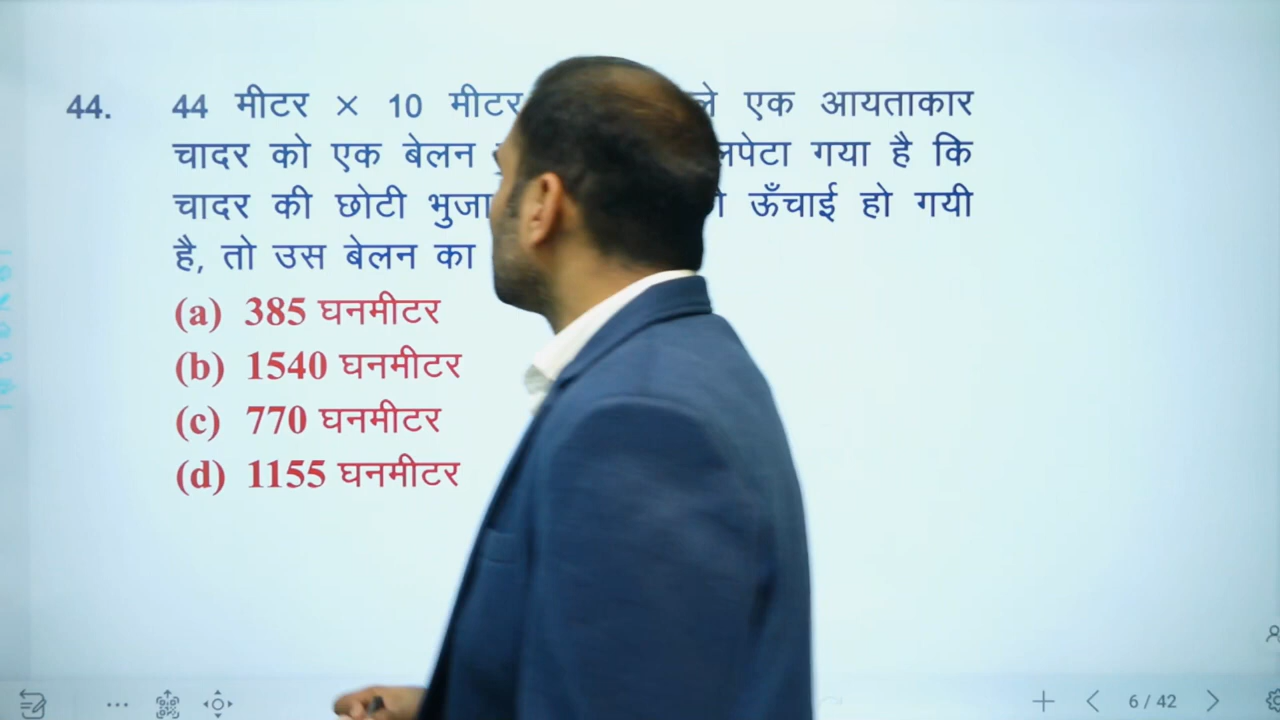 44. 44 मीटर × 10 मीटर ले एक आयताकार
चादर को एक बेलन लपेटा गया है कि
चादर की छोटी भुजा ऊँचाई हो गयी
है, तो उस बेलन का
(a) 385 घनमीटर
(b) 1540 घनमीटर
(c) 770 घनमीटर
(d) 1155 घनमीटर
6 / 42